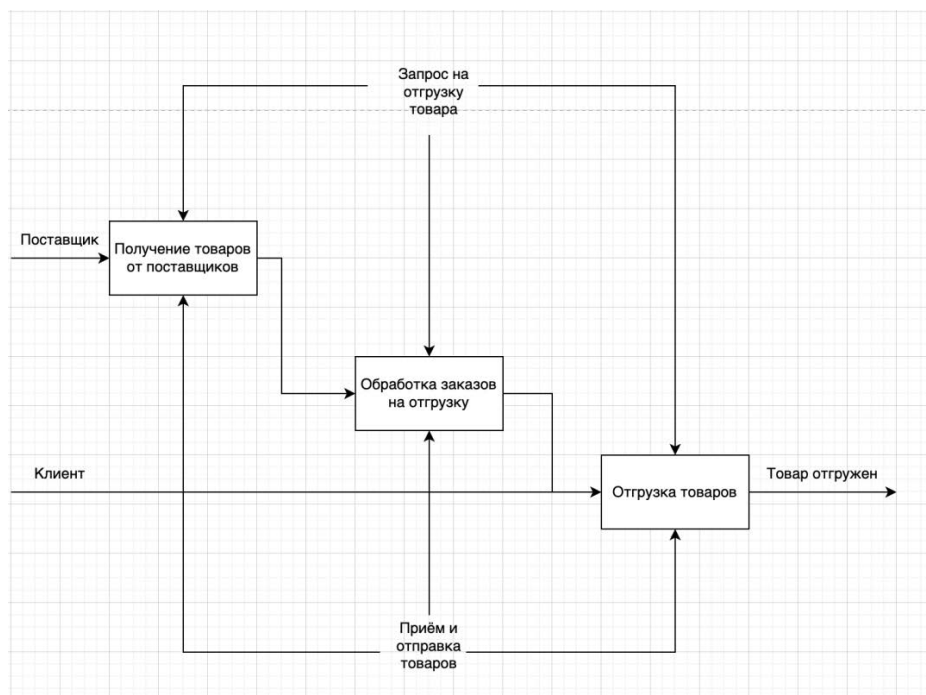 Запрос на
отгрузку
товара
Поставщик
Получение товаров
от поставщиков
Обработка заказов
на отгрузку
Клиент
Отгрузка товаров
Товар отгружен
Приём и
отправка
товаров